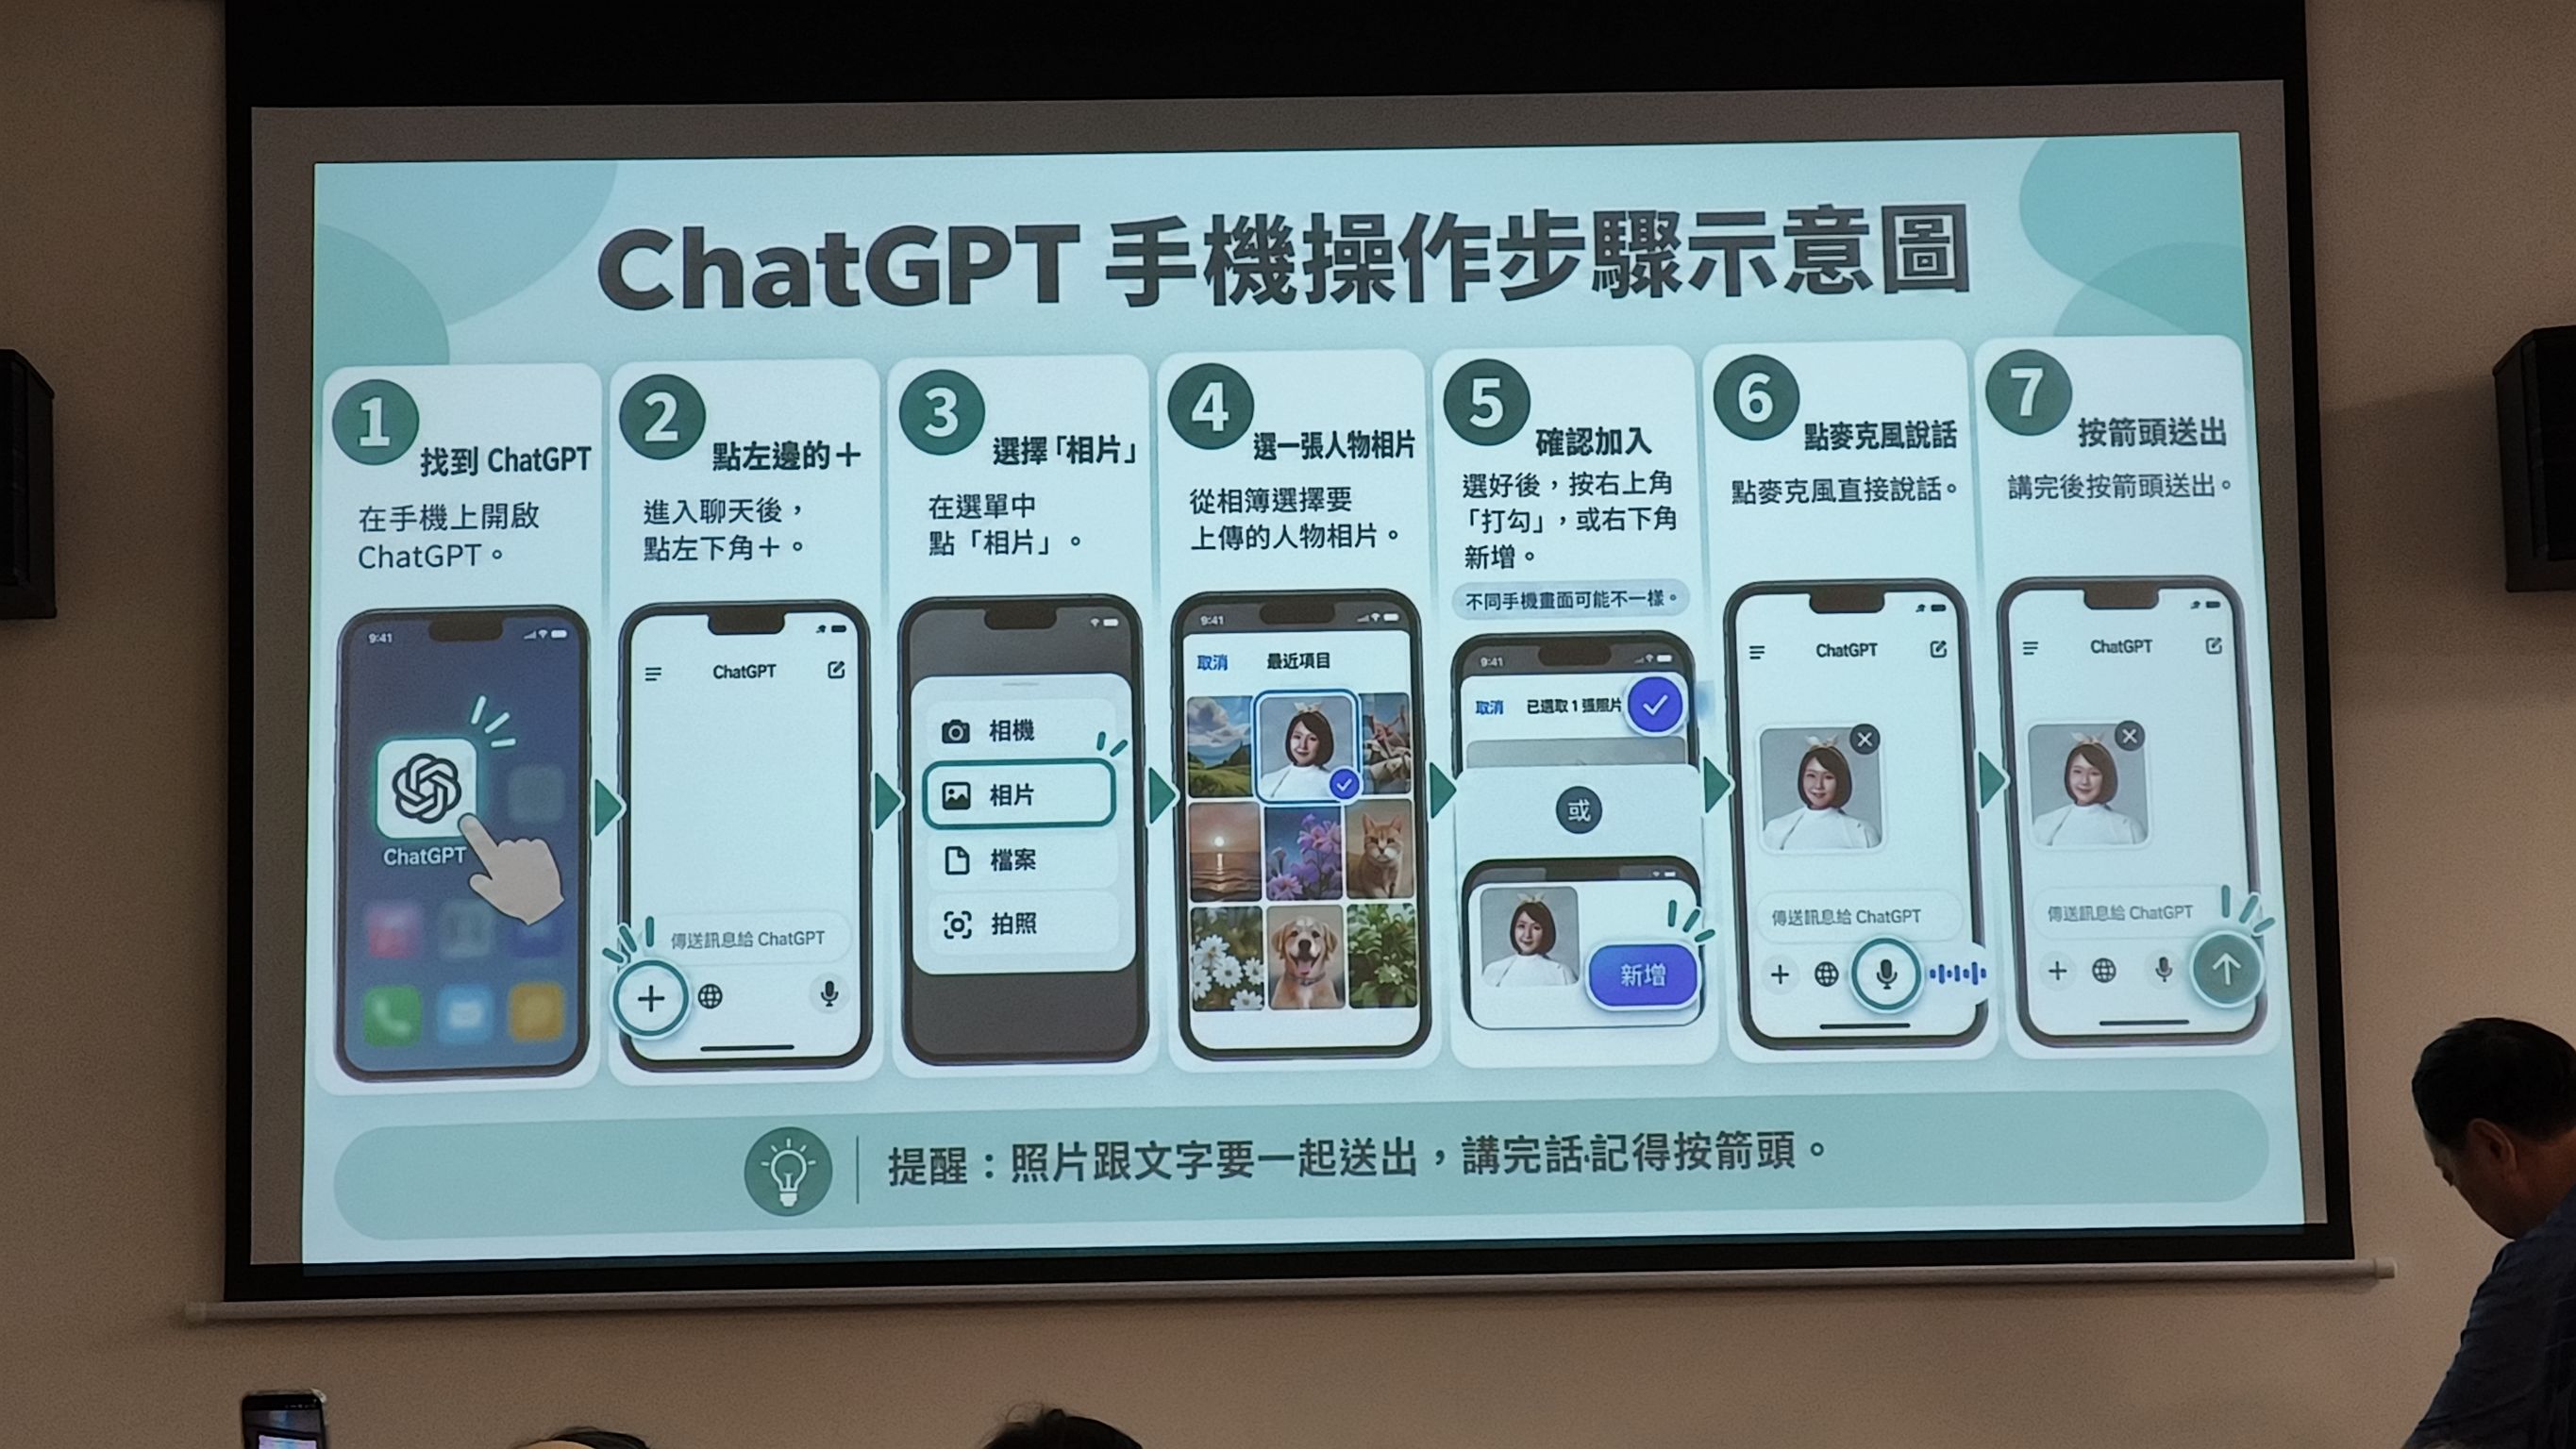 ChatGPT 手機操作步驟示意圖
1
找到 ChatGPT
在手機上開啟
ChatGPT。
9:41
ChatGPT
2
點左邊的＋
進入聊天後，
點左下角＋。
ChatGPT
傳送訊息給 ChatGPT
3
選擇「相片」
在選單中
點「相片」。
相機
相片
檔案
拍照
4
選一張人物相片
從相簿選擇要
上傳的人物相片。
9:41
取消 最近項目
5
確認加入
選好後，按右上角
「打勾」，或右下角
新增。
不同手機畫面可能不一樣。
9:41
取消 已選取 1 張照片
或
新增
6
點麥克風說話
點麥克風直接說話。
ChatGPT
傳送訊息給 ChatGPT
7
按箭頭送出
講完後按箭頭送出。
ChatGPT
傳送訊息給 ChatGPT
提醒：照片跟文字要一起送出，講完話記得按箭頭。